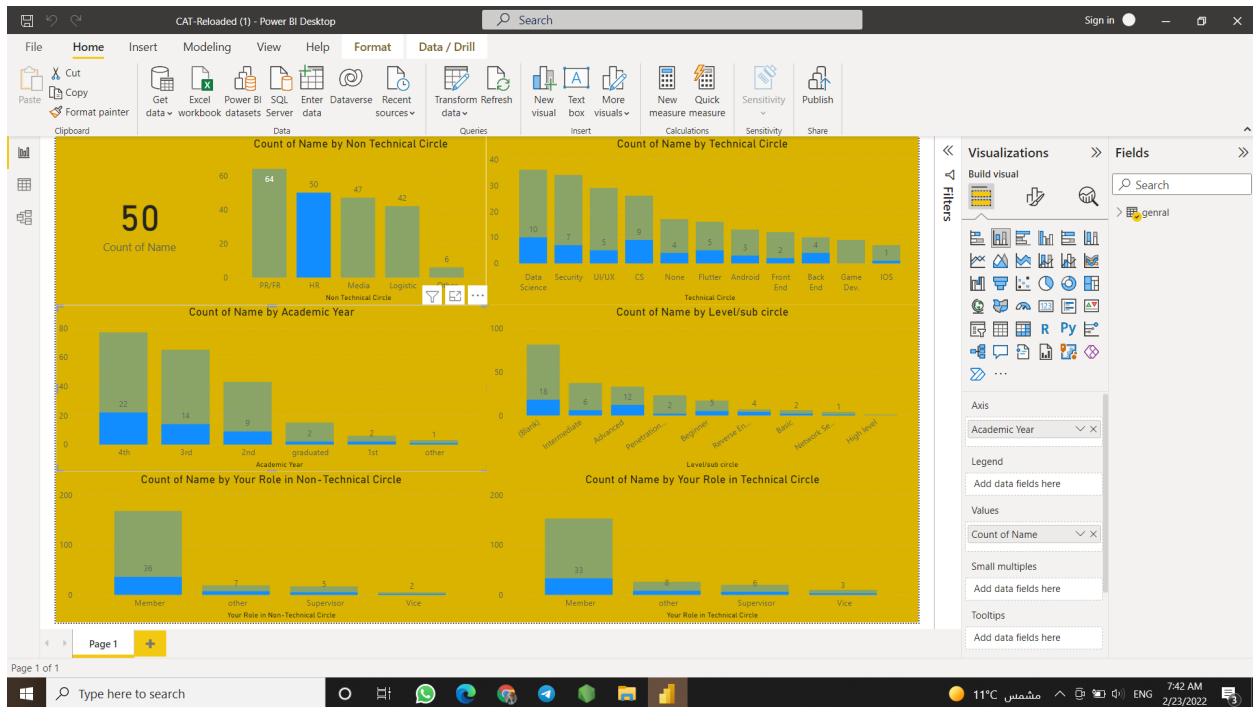 CAT-Reloaded (1) - Power BI Desktop
Search
Sign in
File Home Insert Modeling View Help Format Data / Drill
Paste
Cut
Copy
Format painter
Get data
Excel workbook
Power BI datasets
SQL Server
Enter data
Dataverse
Recent sources
Transform data
Refresh
New visual
Text box
More visuals
New measure
Quick measure
Sensitivity
Publish
Clipboard Data Queries Insert Calculations Sensitivity Share
50
Count of Name
Count of Name by Non Technical Circle
60
40
20
0
64 50 47 42 6
PR/FR HR Media Logistic Other
Non Technical Circle
Count of Name by Technical Circle
40
30
20
10
0
10 7 5 9 4 5 3 2 4 1
Data Science Security UI/UX CS None Flutter Android Front End Back End Game Dev. IOS
Technical Circle
Count of Name by Academic Year
80
60
40
20
0
22 14 9 2 2 1
4th 3rd 2nd graduated 1st other
Academic Year
Count of Name by Level/sub circle
100
50
0
18 6 12 2 5 4 2 1
(Blank) Intermediate Advanced Penetration... Beginner Reverse En... Basic Network Se... High level
Level/sub circle
Count of Name by Your Role in Non-Technical Circle
200
100
0
36 7 5 2
Member other Supervisor Vice
Your Role in Non-Technical Circle
Count of Name by Your Role in Technical Circle
200
100
0
33 8 6 3
Member other Supervisor Vice
Your Role in Technical Circle
Filters
Visualizations
Build visual
123
R Py
Axis
Academic Year
Legend
Add data fields here
Values
Count of Name
Small multiples
Add data fields here
Tooltips
Add data fields here
Fields
Search
genral
Page 1
Page 1 of 1
Type here to search
11°C مشمس
ENG
7:42 AM
2/23/2022
3